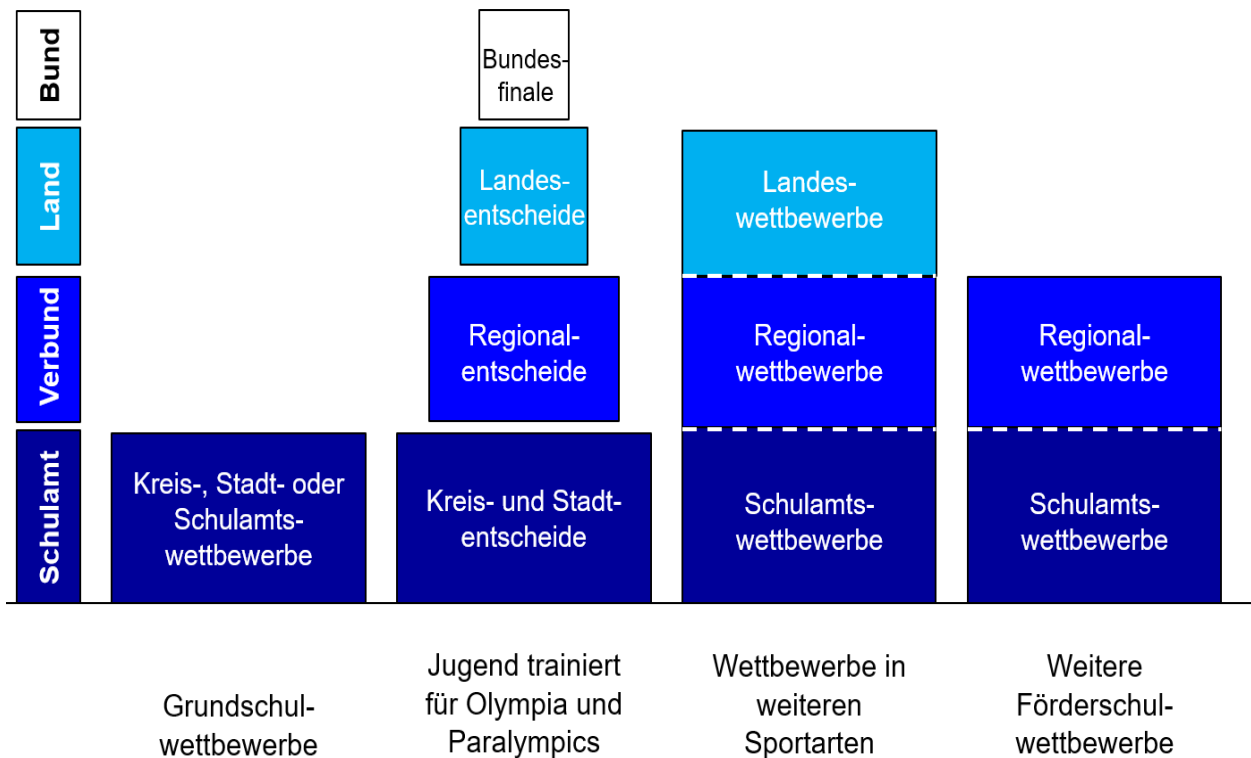 Bund
Bundes-
finale
Land
Landes-
entscheide
Landes-
wettbewerbe
Verbund
Regional-
entscheide
Regional-
wettbewerbe
Regional-
wettbewerbe
Schulamt
Kreis-, Stadt- oder
Schulamts-
wettbewerbe
Kreis- und Stadt-
entscheide
Schulamts-
wettbewerbe
Schulamts-
wettbewerbe
Grundschul-
wettbewerbe
Jugend trainiert
für Olympia und
Paralympics
Wettbewerbe in
weiteren
Sportarten
Weitere
Förderschul-
wettbewerbe